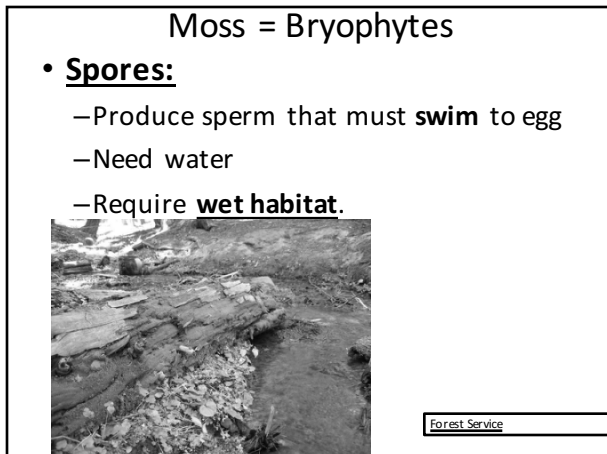 Moss = Bryophytes
• Spores:
–Produce sperm that must swim to egg
–Need water
–Require wet habitat.
Forest Service